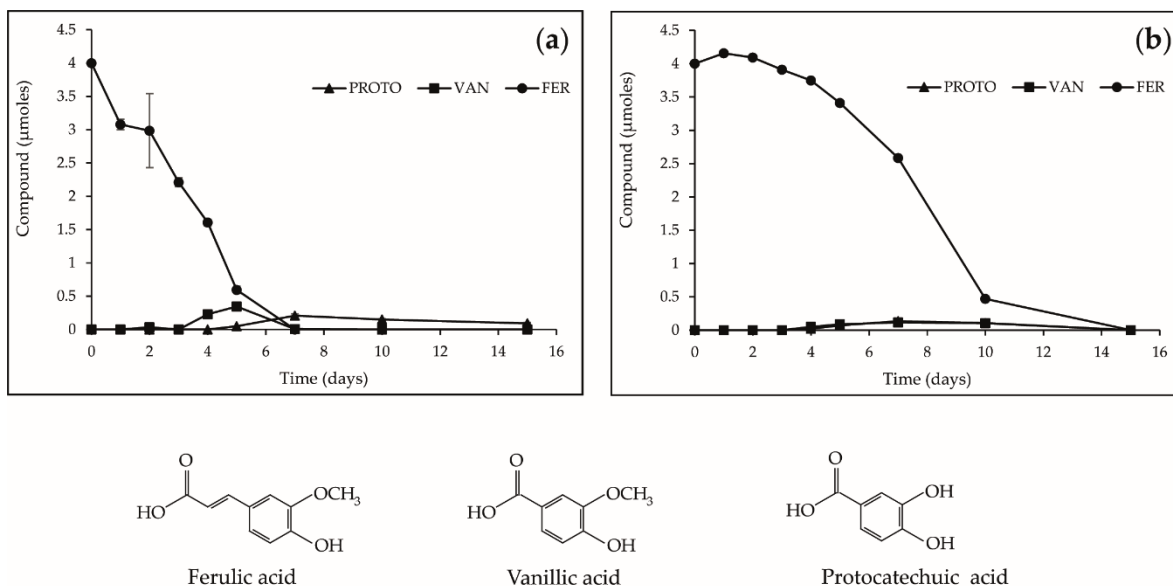 (a)
PROTO VAN FER
Compound (μmoles)
4.5
4
3.5
3
2.5
2
1.5
1
0.5
0
0 2 4 6 8 10 12 14 16
Time (days)
(b)
PROTO VAN FER
Compound (μmoles)
4.5
4
3.5
3
2.5
2
1.5
1
0.5
0
0 2 4 6 8 10 12 14 16
Time (days)
O
HO
OCH3
OH
Ferulic acid
O
HO
OCH3
OH
Vanillic acid
O
HO
OH
OH
Protocatechuic acid